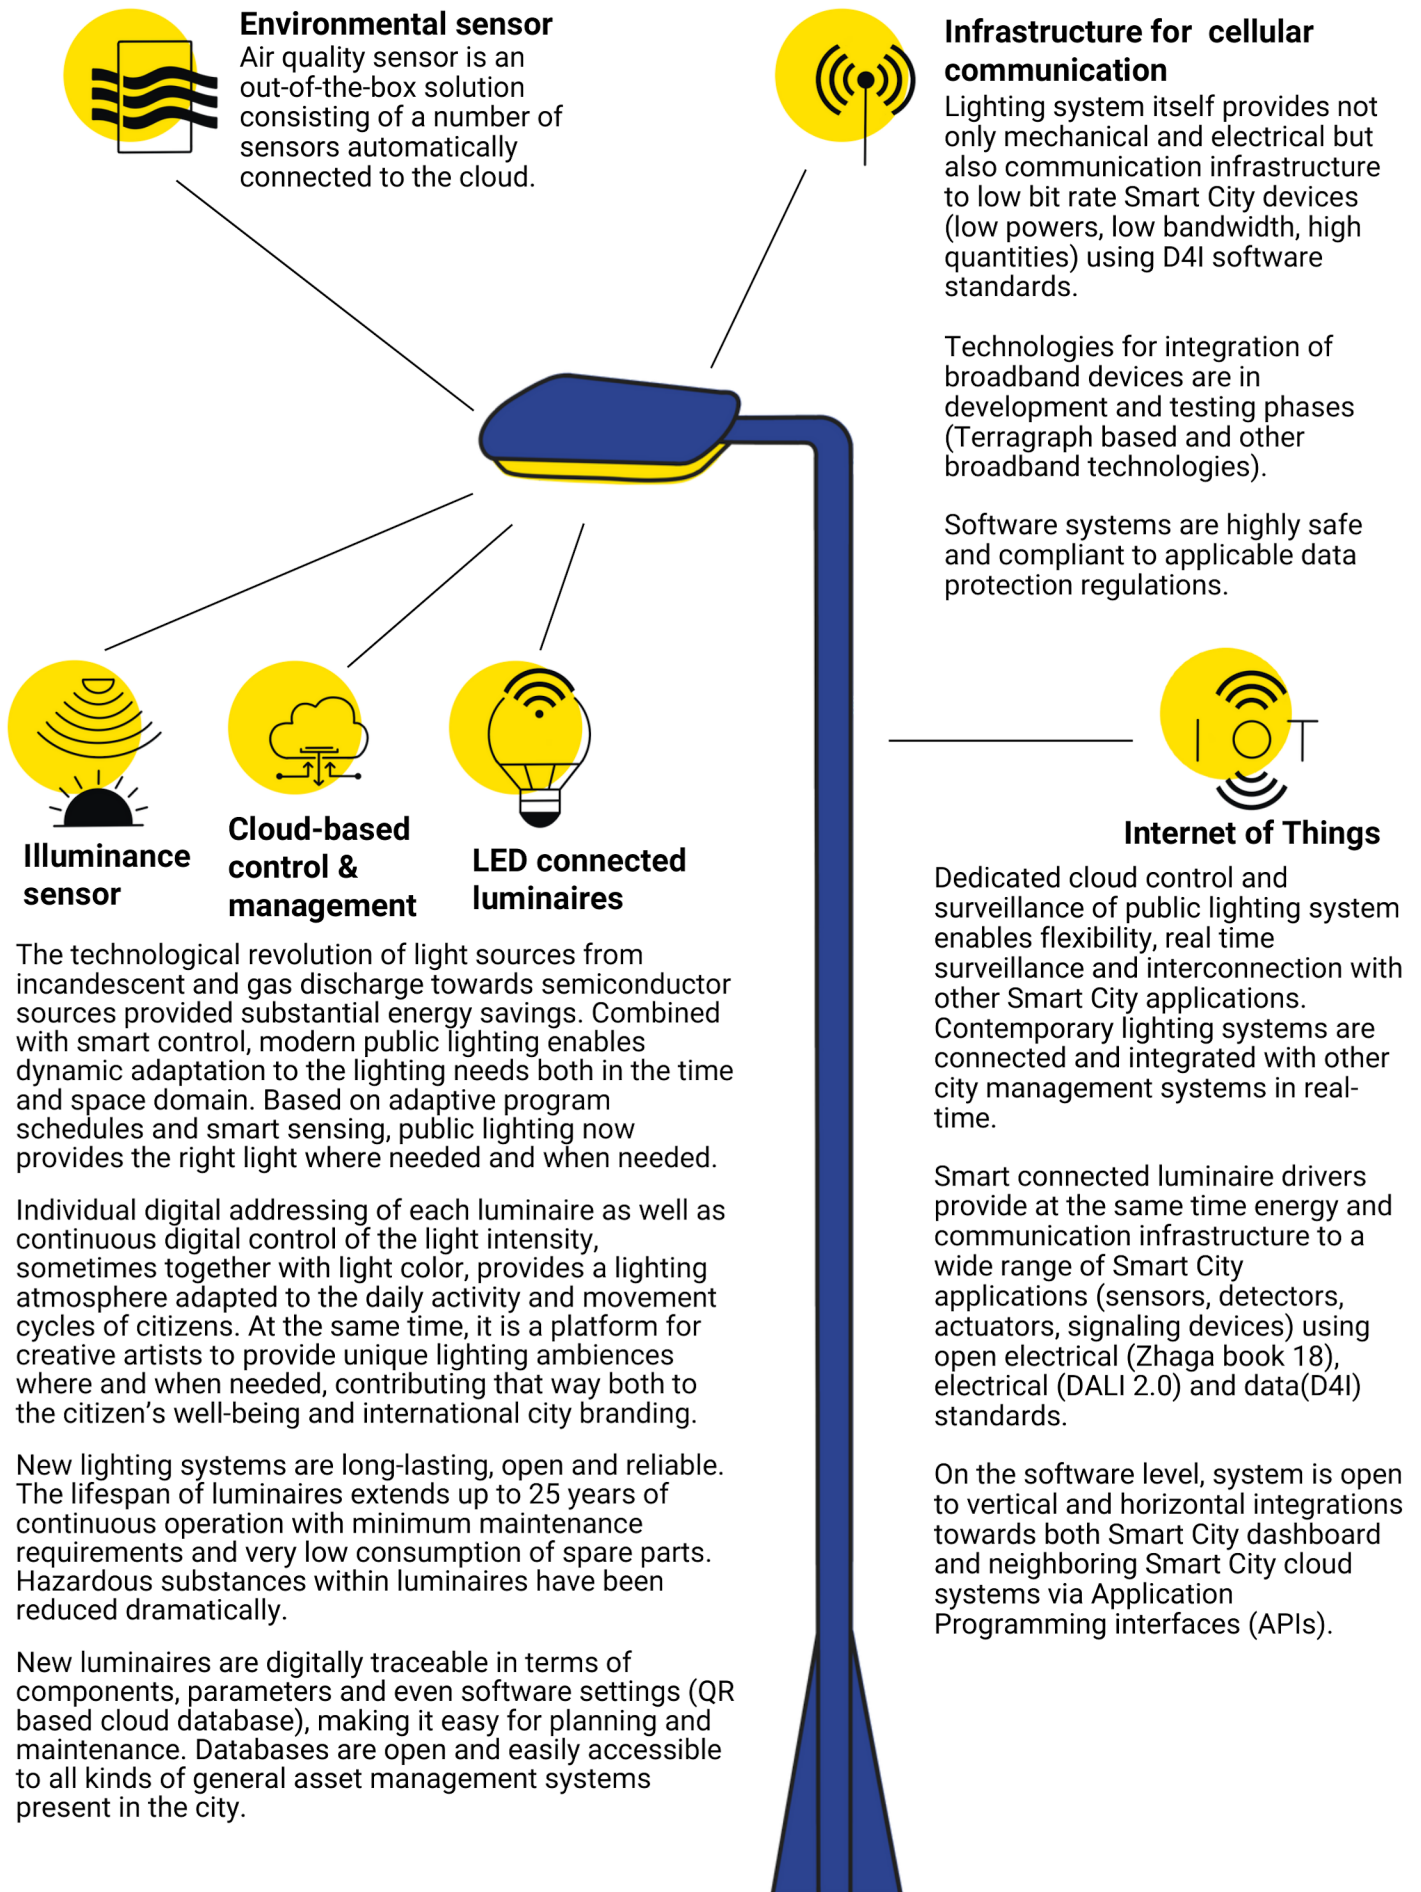 Environmental sensor
Air quality sensor is an
out-of-the-box solution
consisting of a number of
sensors automatically
connected to the cloud.
Infrastructure for cellular
communication
Lighting system itself provides not
only mechanical and electrical but
also communication infrastructure
to low bit rate Smart City devices
(low powers, low bandwidth, high
quantities) using D4I software
standards.
Technologies for integration of
broadband devices are in
development and testing phases
(Terragraph based and other
broadband technologies).
Software systems are highly safe
and compliant to applicable data
protection regulations.
Illuminance
sensor
Cloud-based
control &
management
LED connected
luminaires
The technological revolution of light sources from
incandescent and gas discharge towards semiconductor
sources provided substantial energy savings. Combined
with smart control, modern public lighting enables
dynamic adaptation to the lighting needs both in the time
and space domain. Based on adaptive program
schedules and smart sensing, public lighting now
provides the right light where needed and when needed.
Individual digital addressing of each luminaire as well as
continuous digital control of the light intensity,
sometimes together with light color, provides a lighting
atmosphere adapted to the daily activity and movement
cycles of citizens. At the same time, it is a platform for
creative artists to provide unique lighting ambiences
where and when needed, contributing that way both to
the citizen's well-being and international city branding.
New lighting systems are long-lasting, open and reliable.
The lifespan of luminaires extends up to 25 years of
continuous operation with minimum maintenance
requirements and very low consumption of spare parts.
Hazardous substances within luminaires have been
reduced dramatically.
New luminaires are digitally traceable in terms of
components, parameters and even software settings (QR
based cloud database), making it easy for planning and
maintenance. Databases are open and easily accessible
to all kinds of general asset management systems
present in the city.
IOT
Internet of Things
Dedicated cloud control and
surveillance of public lighting system
enables flexibility, real time
surveillance and interconnection with
other Smart City applications.
Contemporary lighting systems are
connected and integrated with other
city management systems in real-
time.
Smart connected luminaire drivers
provide at the same time energy and
communication infrastructure to a
wide range of Smart City
applications (sensors, detectors,
actuators, signaling devices) using
open electrical (Zhaga book 18),
electrical (DALI 2.0) and data(D4I)
standards.
On the software level, system is open
to vertical and horizontal integrations
towards both Smart City dashboard
and neighboring Smart City cloud
systems via Application
Programming interfaces (APIs).